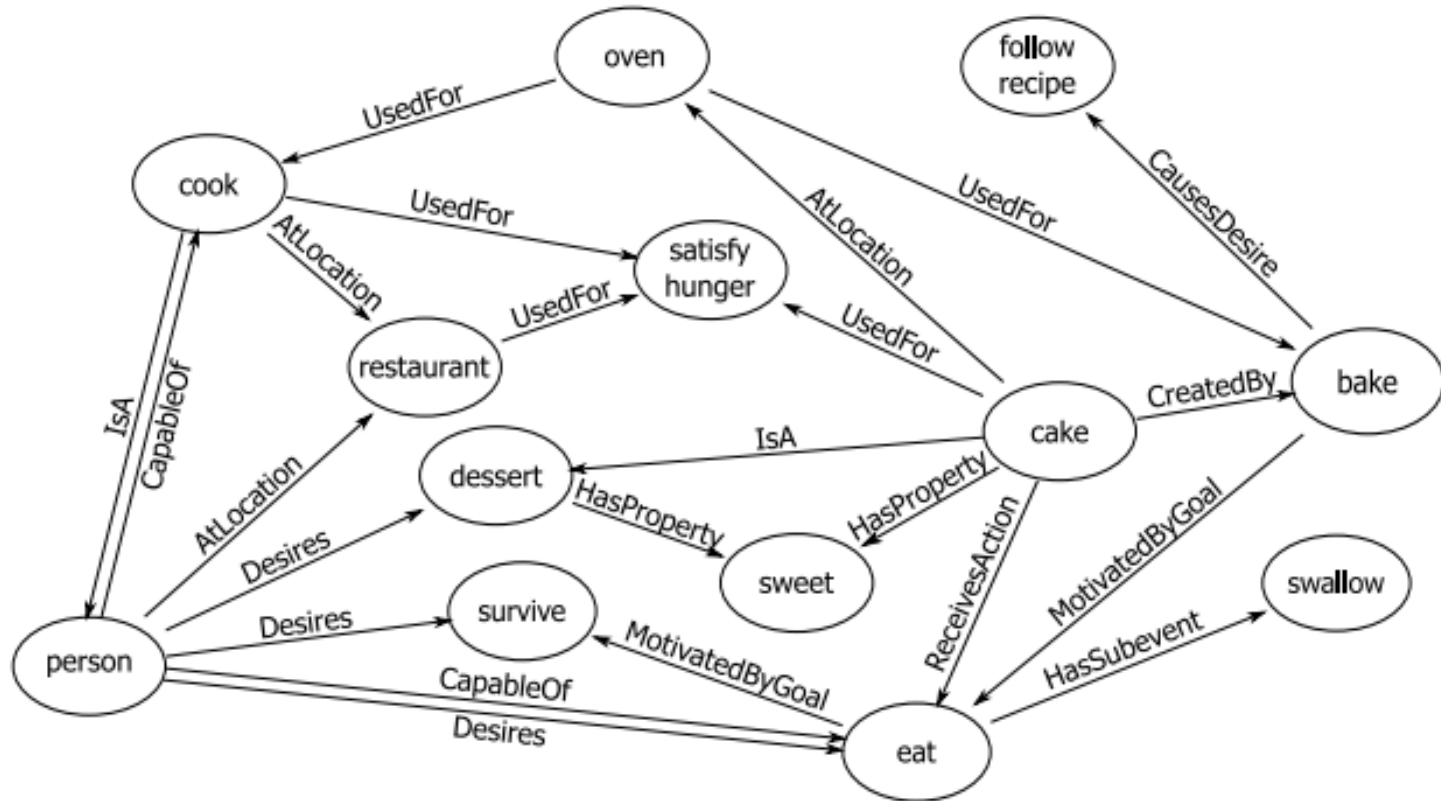 oven
follow
recipe
UsedFor
cook
UsedFor
CausesDesire
UsedFor
AtLocation
AtLocation
satisfy
hunger
UsedFor
UsedFor
restaurant
IsA
CapableOf
CreatedBy
bake
cake
IsA
dessert
HasProperty
HasProperty
AtLocation
Desires
ReceivesAction
MotivatedByGoal
sweet
swallow
survive
Desires
person
MotivatedByGoal
HasSubevent
CapableOf
Desires
eat